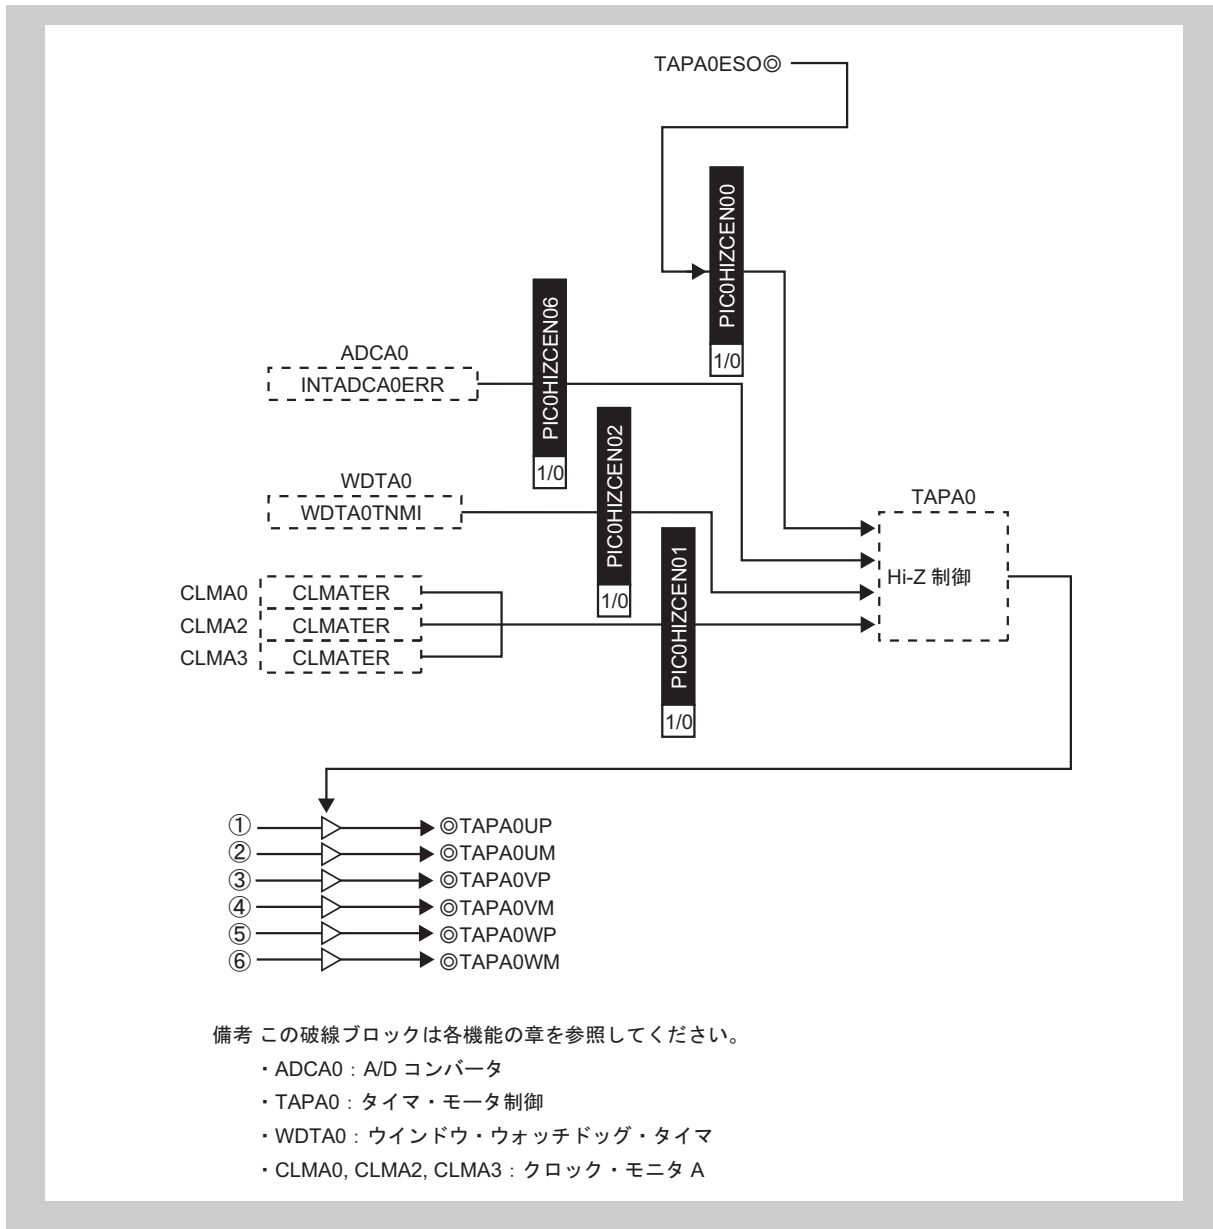 TAPA0ESO◎
PIC0HIZCEN00
1/0
PIC0HIZCEN06
1/0
ADCA0
INTADCA0ERR
PIC0HIZCEN02
1/0
WDTA0
WDTA0TNMI
PIC0HIZCEN01
1/0
TAPA0
Hi-Z 制御
CLMA0 CLMATER
CLMA2 CLMATER
CLMA3 CLMATER
① ◎TAPA0UP
② ◎TAPA0UM
③ ◎TAPA0VP
④ ◎TAPA0VM
⑤ ◎TAPA0WP
⑥ ◎TAPA0WM
備考 この破線ブロックは各機能の章を参照してください。
・ADCA0：A/D コンバータ
・TAPA0：タイマ・モータ制御
・WDTA0：ウインドウ・ウォッチドッグ・タイマ
・CLMA0, CLMA2, CLMA3：クロック・モニタ A